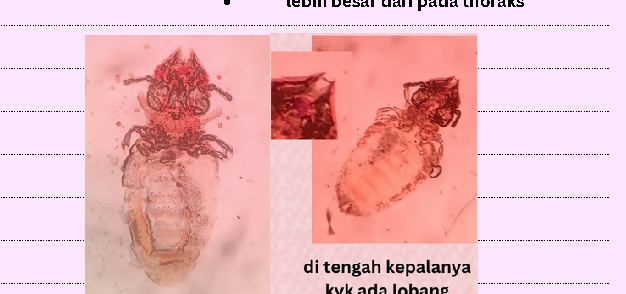 lebih besar dari pada thoraks
di tengah kepalanya
kyk ada lobang